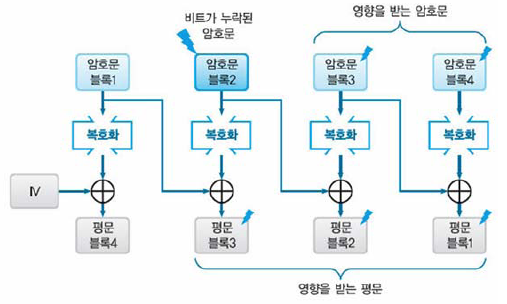 비트가 누락된
암호문
영향을 받는 암호문
암호문
블록1
암호문
블록2
암호문
블록3
암호문
블록4
복호화
복호화
복호화
복호화
IV
평문
블록4
평문
블록3
평문
블록2
평문
블록1
영향을 받는 평문